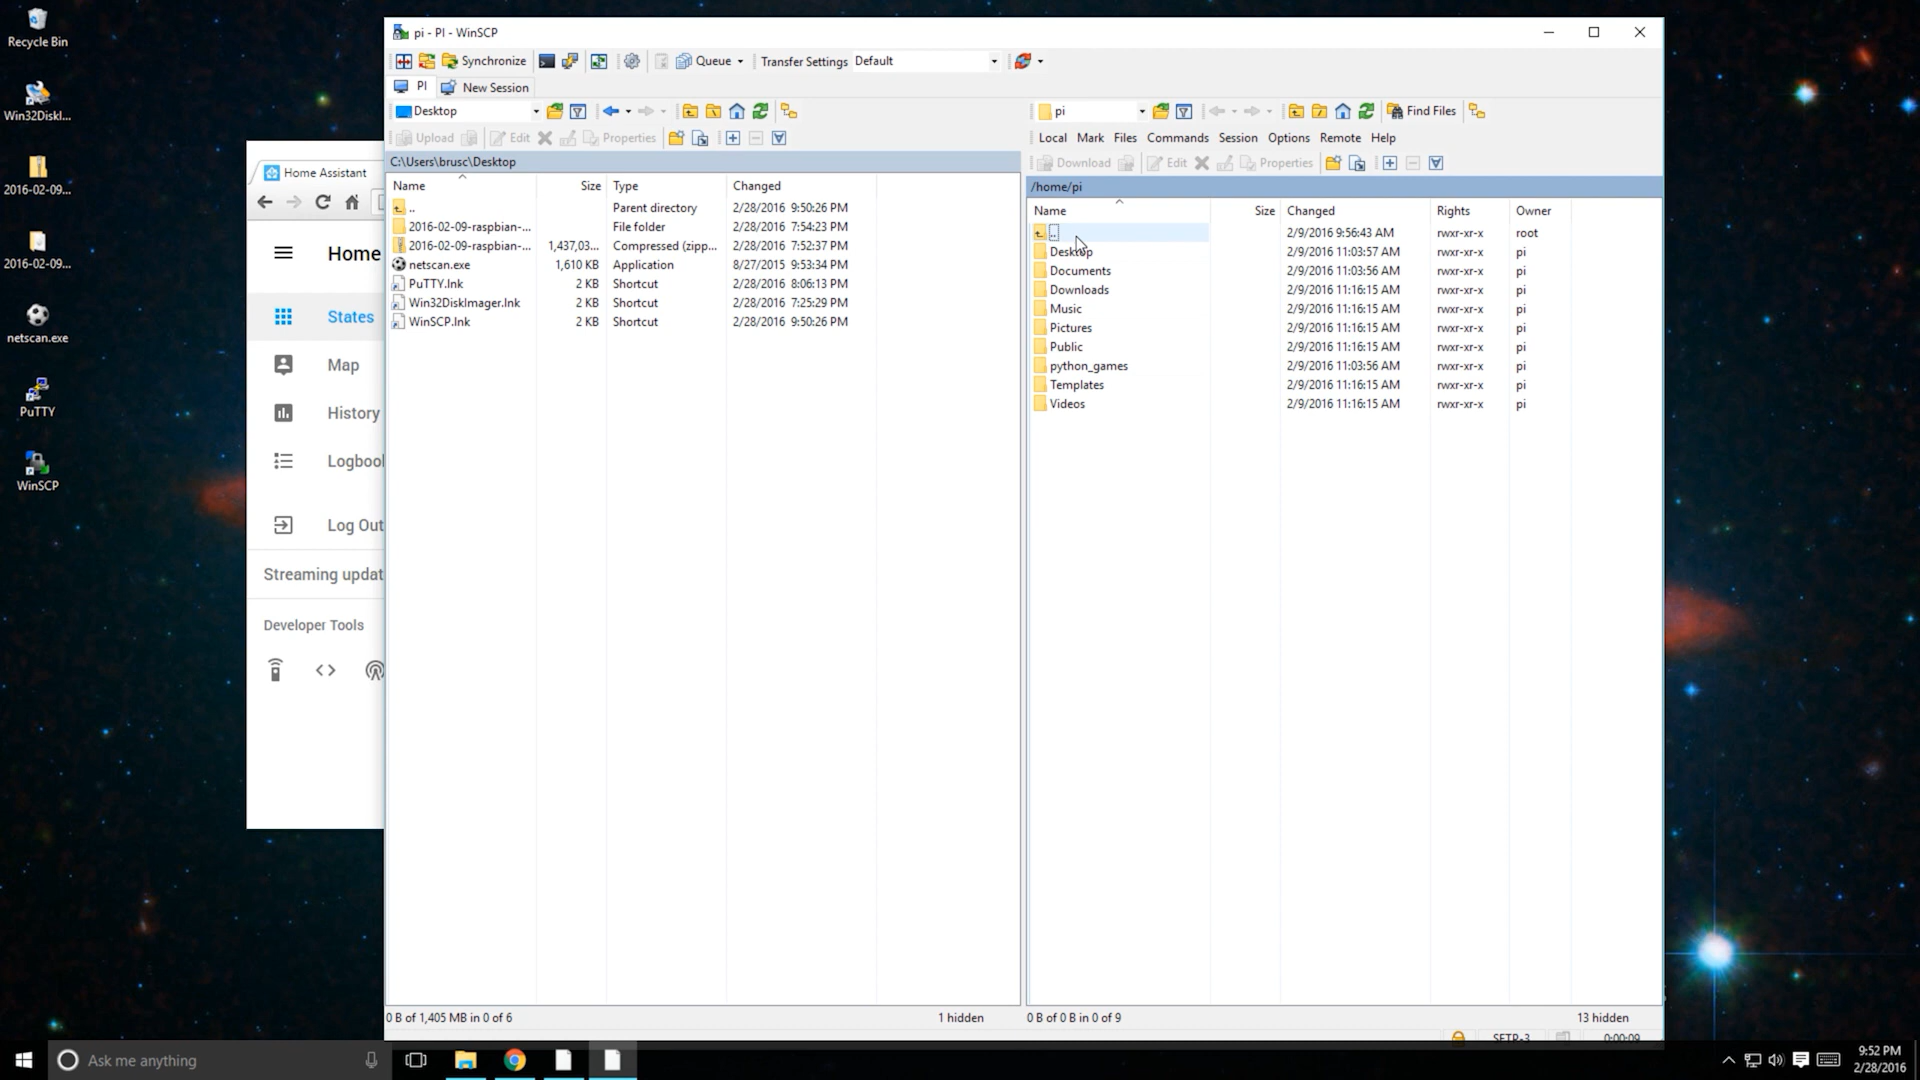 Recycle Bin
Win32DiskI...
2016-02-09...
2016-02-09...
netscan.exe
PuTTY
WinSCP
Home Assistant
Home
States
Map
History
Logbook
Log Out
Streaming updat
Developer Tools
pi - PI - WinSCP
Synchronize Queue Transfer Settings Default
PI New Session
Desktop
Upload Edit Properties
C:\Users\brusc\Desktop
Name Size Type Changed
.. Parent directory 2/28/2016 9:50:26 PM
2016-02-09-raspbian-... File folder 2/28/2016 7:54:23 PM
2016-02-09-raspbian-... 1,437,03... Compressed (zipp... 2/28/2016 7:52:37 PM
netscan.exe 1,610 KB Application 8/27/2015 9:53:34 PM
PuTTY.lnk 2 KB Shortcut 2/28/2016 8:06:13 PM
Win32DiskImager.lnk 2 KB Shortcut 2/28/2016 7:25:29 PM
WinSCP.lnk 2 KB Shortcut 2/28/2016 9:50:26 PM
0 B of 1,405 MB in 0 of 6 1 hidden
pi Find Files
Local Mark Files Commands Session Options Remote Help
Download Edit Properties
/home/pi
Name Size Changed Rights Owner
.. 2/9/2016 9:56:43 AM rwxr-xr-x root
Desktop 2/9/2016 11:03:57 AM rwxr-xr-x pi
Documents 2/9/2016 11:03:56 AM rwxr-xr-x pi
Downloads 2/9/2016 11:16:15 AM rwxr-xr-x pi
Music 2/9/2016 11:16:15 AM rwxr-xr-x pi
Pictures 2/9/2016 11:16:15 AM rwxr-xr-x pi
Public 2/9/2016 11:16:15 AM rwxr-xr-x pi
python_games 2/9/2016 11:03:56 AM rwxr-xr-x pi
Templates 2/9/2016 11:16:15 AM rwxr-xr-x pi
Videos 2/9/2016 11:16:15 AM rwxr-xr-x pi
0 B of 0 B in 0 of 9 13 hidden
SFTP-3 0:00:09
Ask me anything
9:52 PM
2/28/2016